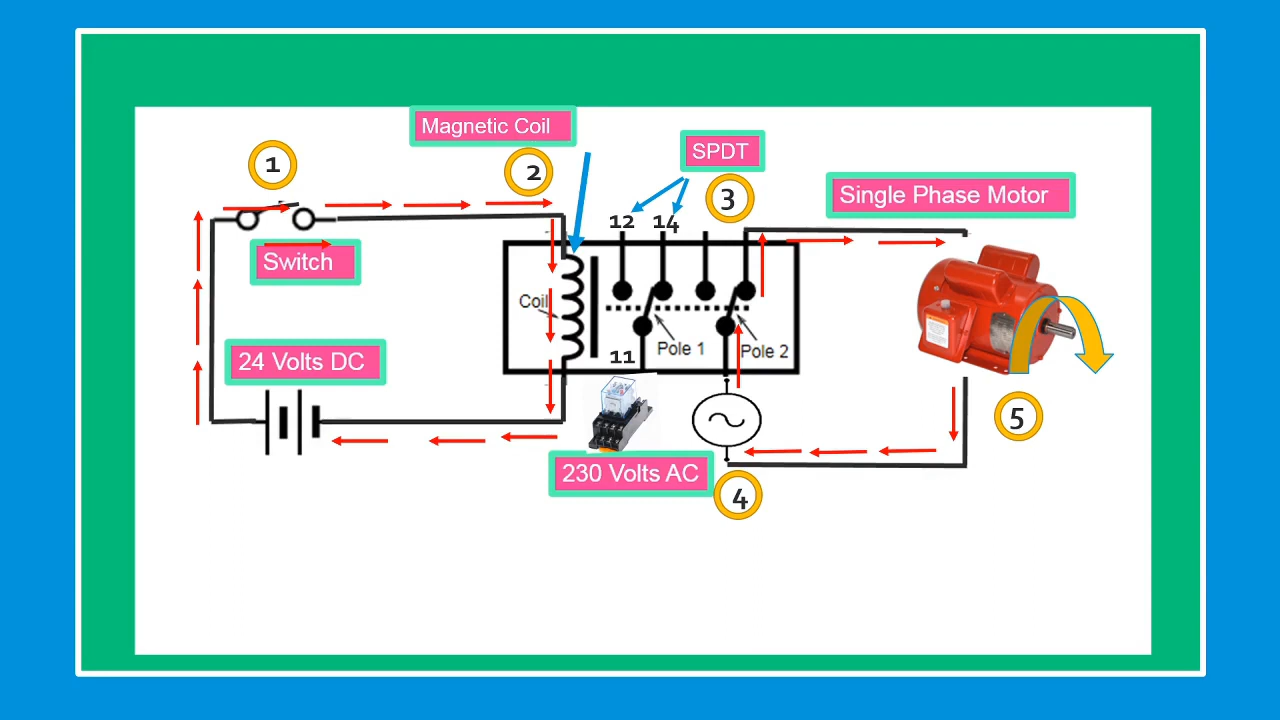 Magnetic Coil
1
2
SPDT
3
Single Phase Motor
12 14
Switch
Coil
11
Pole 1
Pole 2
24 Volts DC
5
230 Volts AC
4